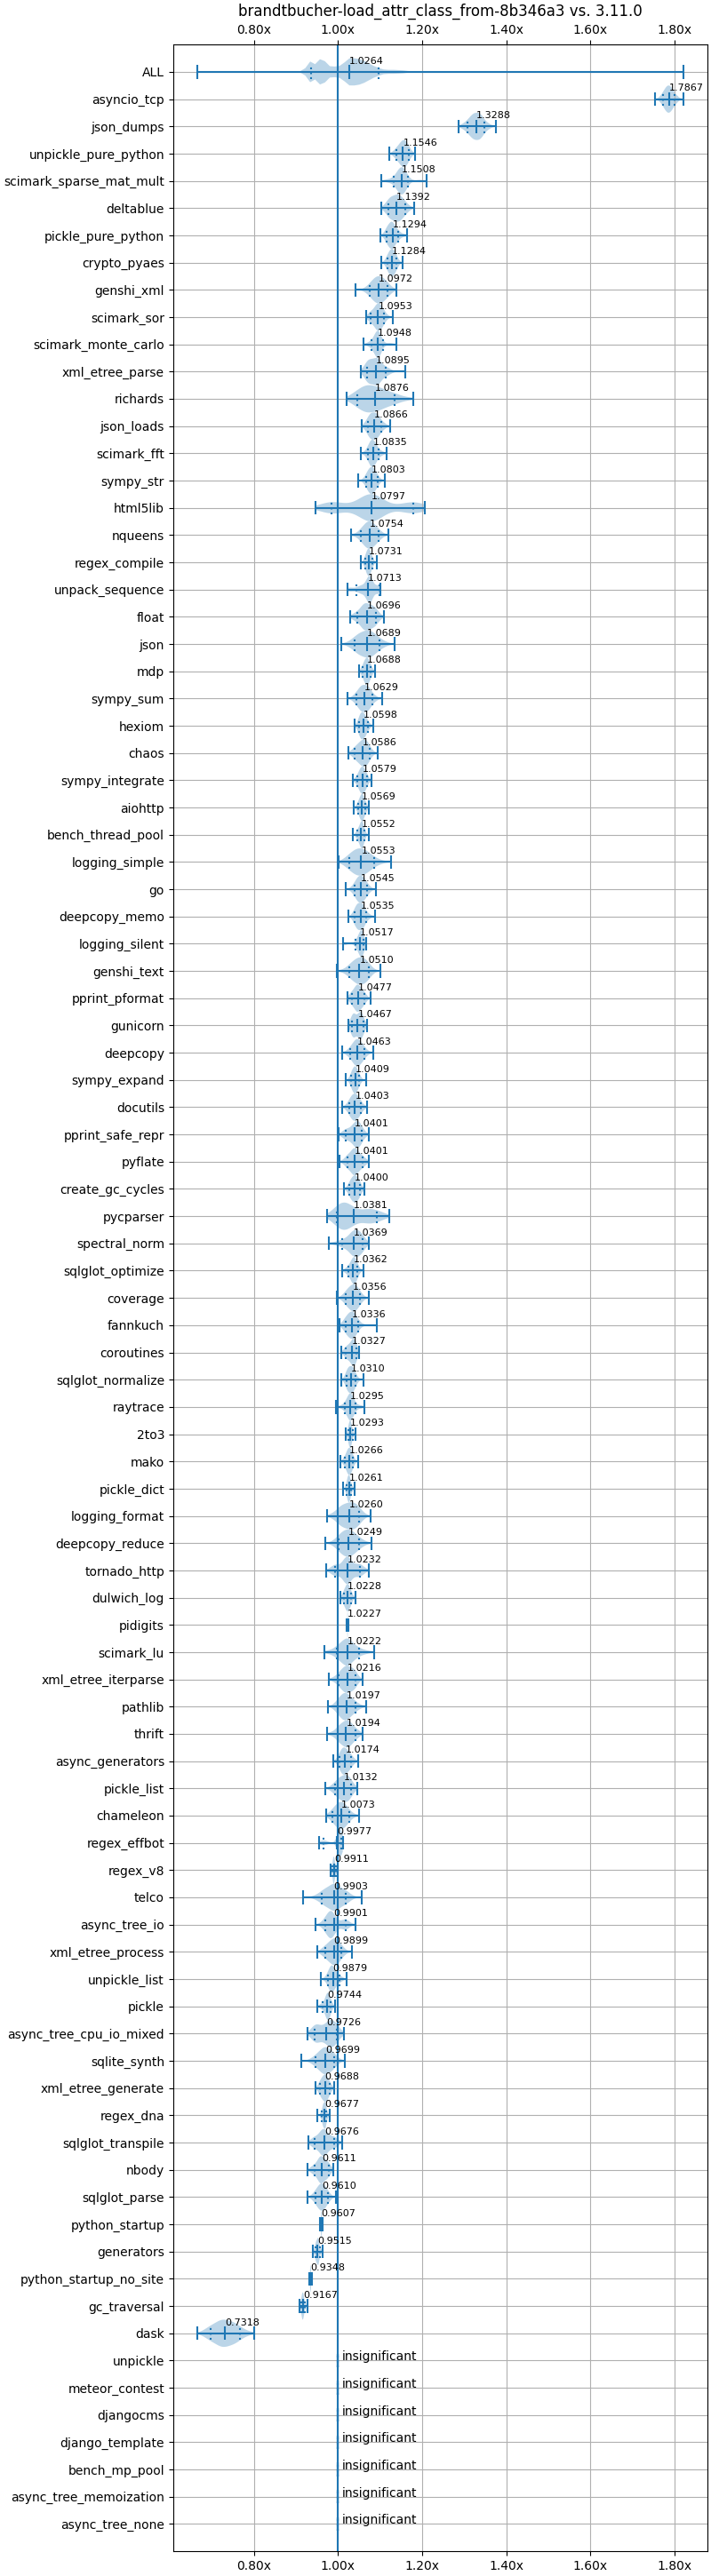 brandtbucher-load_attr_class_from-8b346a3 vs. 3.11.0
0.80x 1.00x 1.20x 1.40x 1.60x 1.80x
ALL 1.0264
asyncio_tcp 1.7867
json_dumps 1.3288
unpickle_pure_python 1.1546
scimark_sparse_mat_mult 1.1508
deltablue 1.1392
pickle_pure_python 1.1294
crypto_pyaes 1.1284
genshi_xml 1.0972
scimark_sor 1.0953
scimark_monte_carlo 1.0948
xml_etree_parse 1.0895
richards 1.0876
json_loads 1.0866
scimark_fft 1.0835
sympy_str 1.0803
html5lib 1.0797
nqueens 1.0754
regex_compile 1.0731
unpack_sequence 1.0713
float 1.0696
json 1.0689
mdp 1.0688
sympy_sum 1.0629
hexiom 1.0598
chaos 1.0586
sympy_integrate 1.0579
aiohttp 1.0569
bench_thread_pool 1.0552
logging_simple 1.0553
go 1.0545
deepcopy_memo 1.0535
logging_silent 1.0517
genshi_text 1.0510
pprint_pformat 1.0477
gunicorn 1.0467
deepcopy 1.0463
sympy_expand 1.0409
docutils 1.0403
pprint_safe_repr 1.0401
pyflate 1.0401
create_gc_cycles 1.0400
pycparser 1.0381
spectral_norm 1.0369
sqlglot_optimize 1.0362
coverage 1.0356
fannkuch 1.0336
coroutines 1.0327
sqlglot_normalize 1.0310
raytrace 1.0295
2to3 1.0293
mako 1.0266
pickle_dict 1.0261
logging_format 1.0260
deepcopy_reduce 1.0249
tornado_http 1.0232
dulwich_log 1.0228
pidigits 1.0227
scimark_lu 1.0222
xml_etree_iterparse 1.0216
pathlib 1.0197
thrift 1.0194
async_generators 1.0174
pickle_list 1.0132
chameleon 1.0073
regex_effbot 0.9977
regex_v8 0.9911
telco 0.9903
async_tree_io 0.9901
xml_etree_process 0.9899
unpickle_list 0.9879
pickle 0.9744
async_tree_cpu_io_mixed 0.9726
sqlite_synth 0.9699
xml_etree_generate 0.9688
regex_dna 0.9677
sqlglot_transpile 0.9676
nbody 0.9611
sqlglot_parse 0.9610
python_startup 0.9607
generators 0.9515
python_startup_no_site 0.9348
gc_traversal 0.9167
dask 0.7318
unpickle insignificant
meteor_contest insignificant
djangocms insignificant
django_template insignificant
bench_mp_pool insignificant
async_tree_memoization insignificant
async_tree_none insignificant
0.80x 1.00x 1.20x 1.40x 1.60x 1.80x